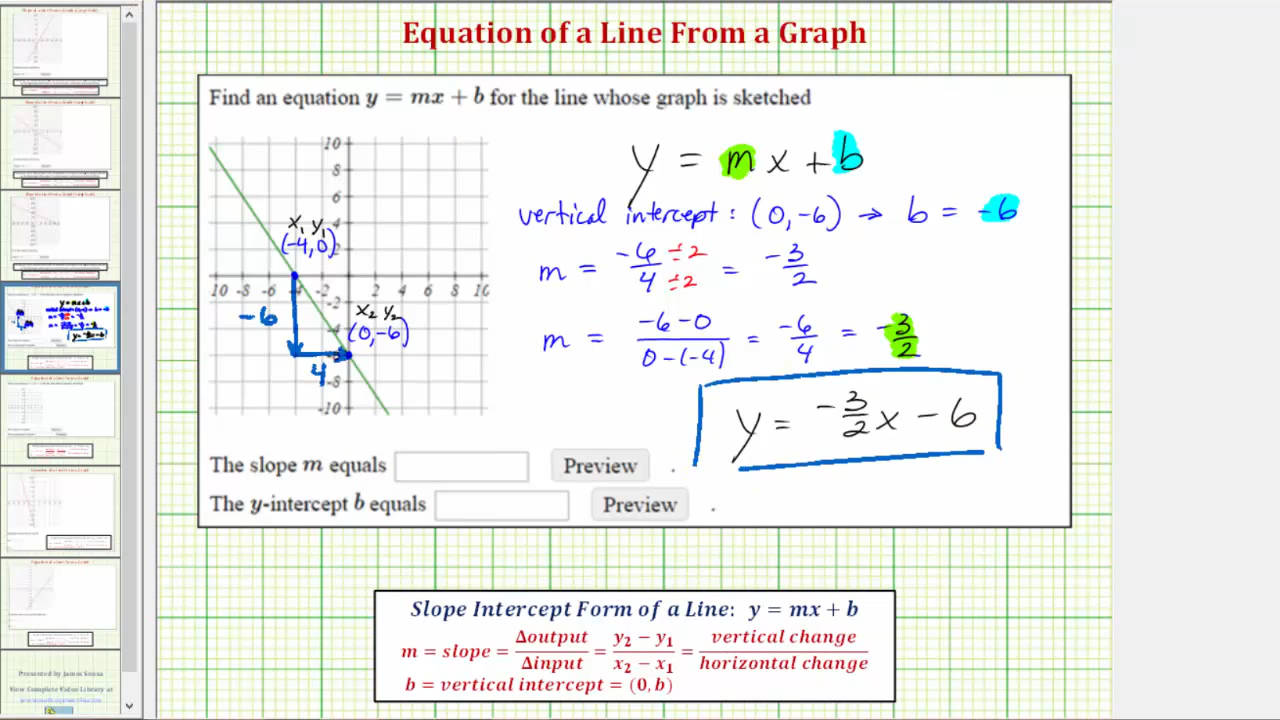 Equation of a Line From a Graph
Find an equation y = mx + b for the line whose graph is sketched
y = mx + b
vertical intercept: (0,-6) → b = -6
m = -6/4 ÷2/÷2 = -3/2
m = -6-0/0-(-4) = -6/4 = -3/2
y = -3/2 x - 6
10
8
6
4
2
10 -8 -6 -4 -2 2 4 6 8 10
-2
-4
-8
-10
x₁ y₁
(-4,0)
x₂ y₂
(0,-6)
-6
4
The slope m equals Preview .
The y-intercept b equals Preview .
Slope Intercept Form of a Line: y = mx + b
m = slope = Δoutput/Δinput = y₂ − y₁/x₂ − x₁ = vertical change/horizontal change
b = vertical intercept = (0, b)
Presented by James Sousa
View Complete Video Library at